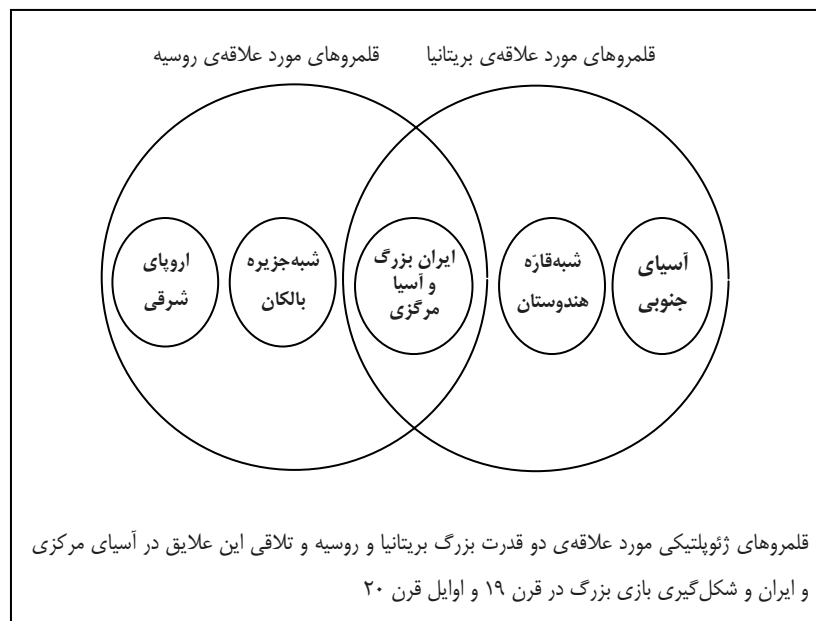 قلمروهای مورد علاقه‌ی بریتانیا
قلمروهای مورد علاقه‌ی روسیه
آسیای
جنوبی
شبه‌قارّه
هندوستان
ایران بزرگ
و آسیا
مرکزی
شبه‌جزیره
بالکان
اروپای
شرقی
قلمروهای ژئوپلتیکی مورد علاقه‌ی دو قدرت بزرگ بریتانیا و روسیه و تلاقی این علایق در آسیای مرکزی
و ایران و شکل‌گیری بازی بزرگ در قرن ۱۹ و اوایل قرن ۲۰